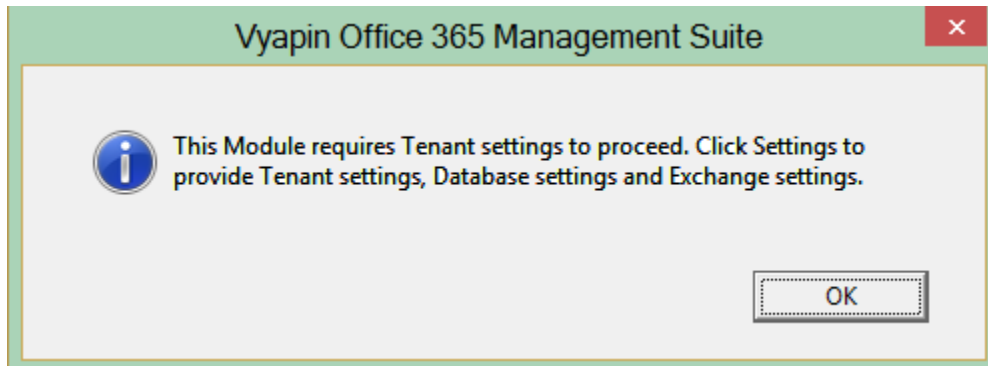 Vyapin Office 365 Management Suite
This Module requires Tenant settings to proceed. Click Settings to
provide Tenant settings, Database settings and Exchange settings.
OK